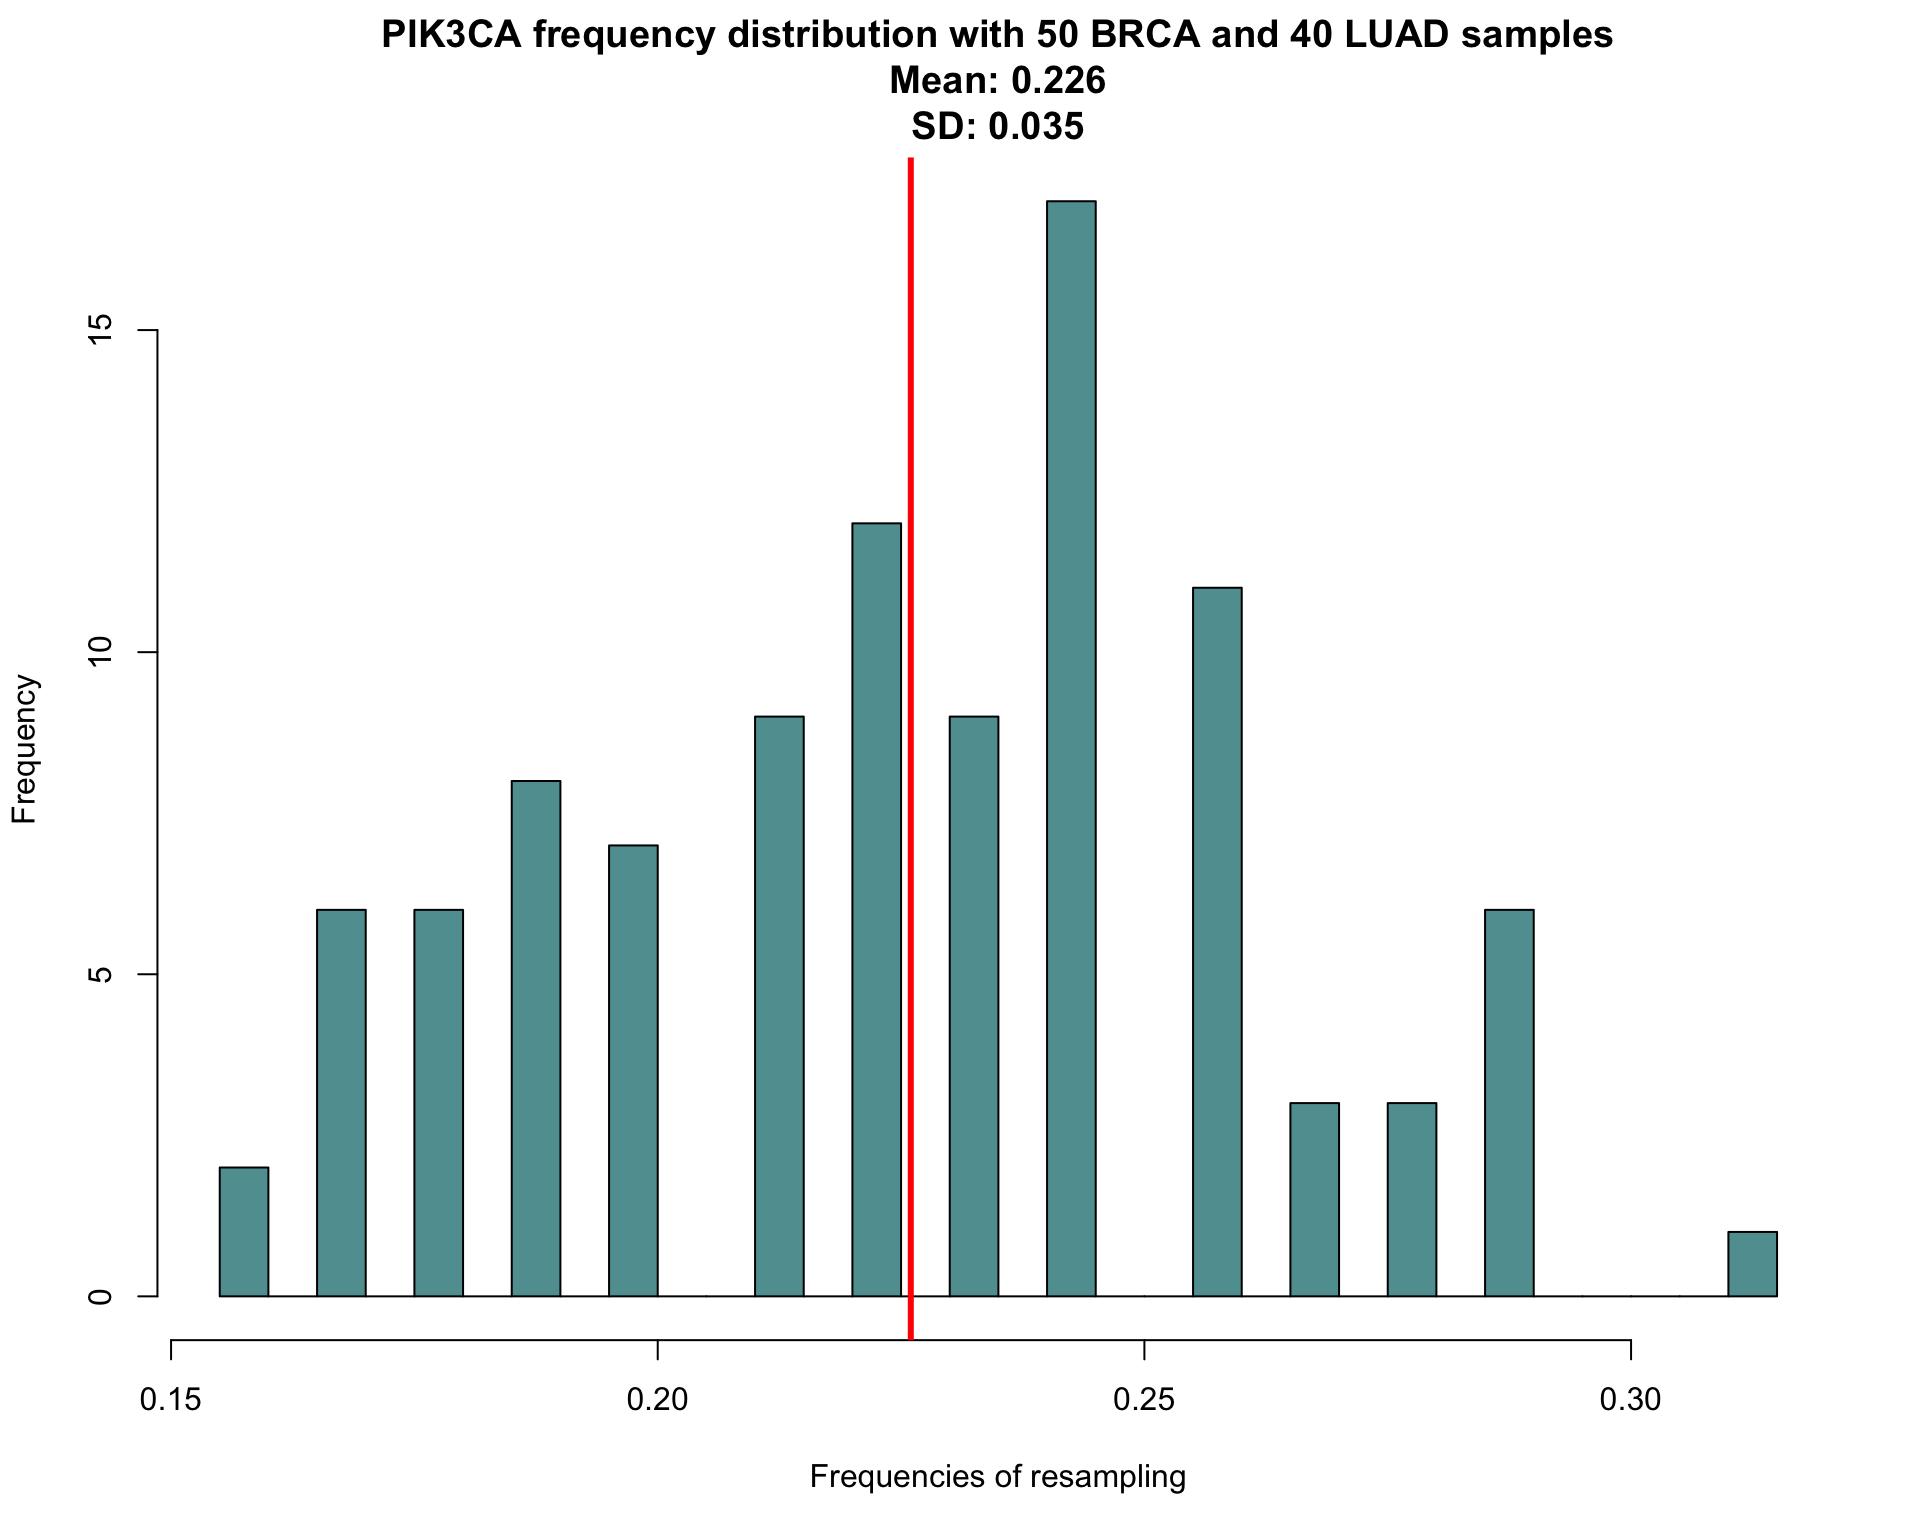 PIK3CA frequency distribution with 50 BRCA and 40 LUAD samples
Mean: 0.226
SD: 0.035
Frequency
15
10
5
0
0.15
0.20
0.25
0.30
Frequencies of resampling